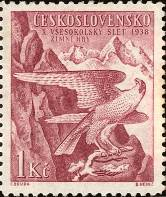 ČESKOSLOVENSKO
X. VŠESOKOLSKÝ SLET 1938
ZIMNÍ HRY
1 Kč